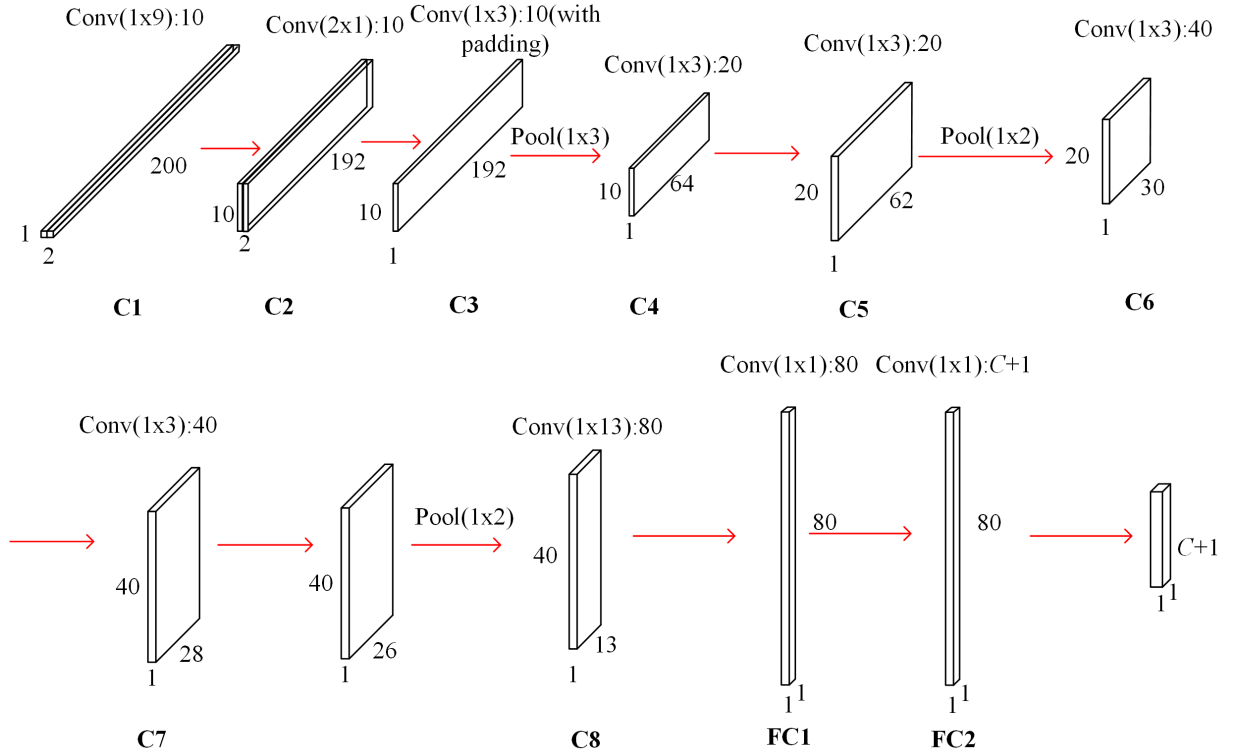 Conv(1x9):10
Conv(2x1):10
Conv(1x3):10(with
padding)
Conv(1x3):20
Conv(1x3):20
Conv(1x3):40
1
2
200
10
2
192
10
1
192
Pool(1x3)
10
1
64
20
1
62
Pool(1x2)
20
1
30
C1
C2
C3
C4
C5
C6
Conv(1x3):40
Conv(1x13):80
Conv(1x1):80
Conv(1x1):C+1
40
1
28
40
1
26
Pool(1x2)
40
1
13
80
1
1
80
1
1
C+1
1
1
C7
C8
FC1
FC2